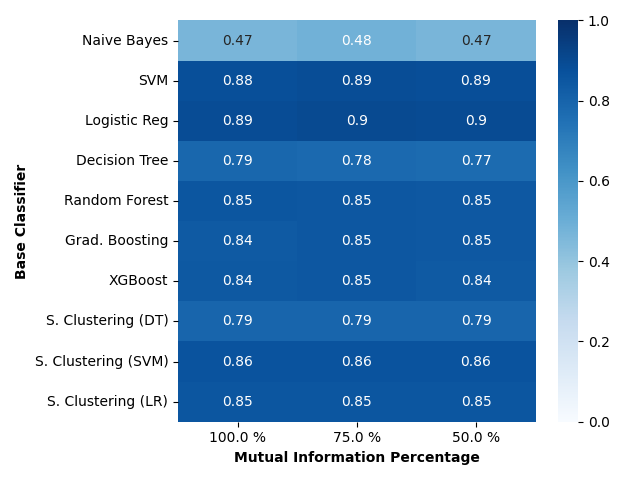 Base Classifier
Naive Bayes 0.47 0.48 0.47
SVM 0.88 0.89 0.89
Logistic Reg 0.89 0.9 0.9
Decision Tree 0.79 0.78 0.77
Random Forest 0.85 0.85 0.85
Grad. Boosting 0.84 0.85 0.85
XGBoost 0.84 0.85 0.84
S. Clustering (DT) 0.79 0.79 0.79
S. Clustering (SVM) 0.86 0.86 0.86
S. Clustering (LR) 0.85 0.85 0.85
100.0 % 75.0 % 50.0 %
Mutual Information Percentage
1.0
0.8
0.6
0.4
0.2
0.0